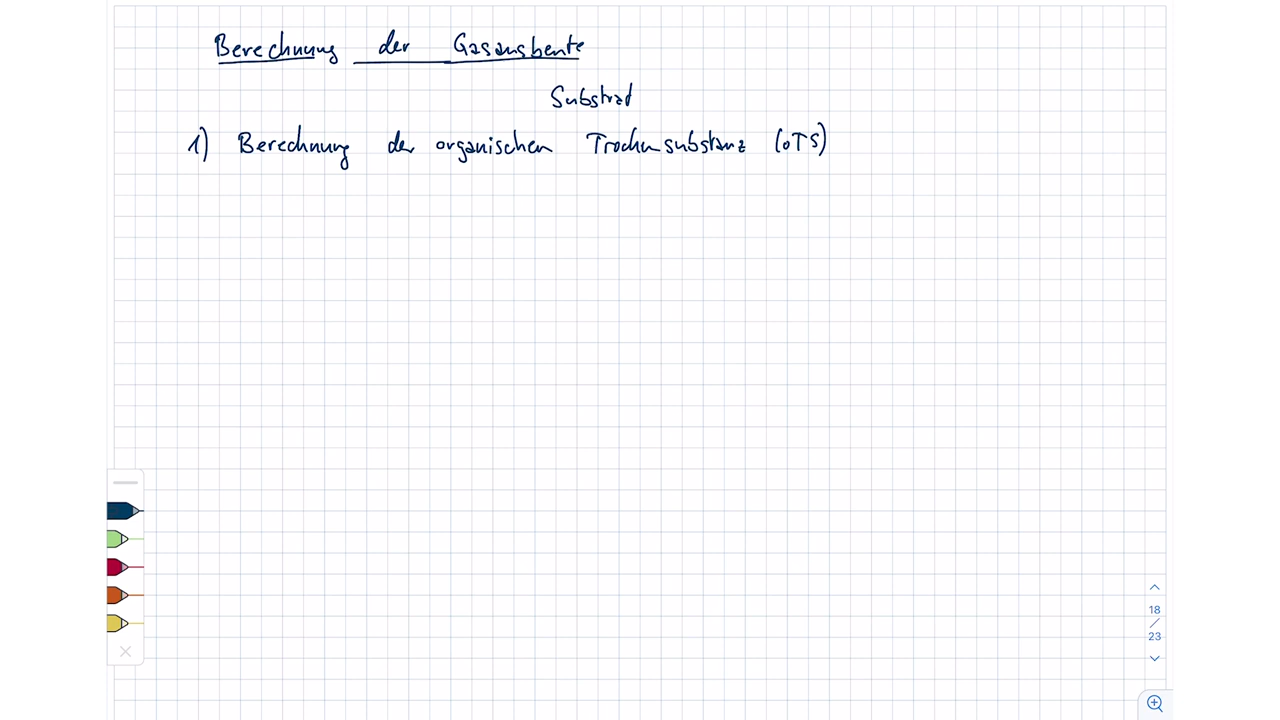 Berechnung der Gasausbeute
Substrat
1) Berechnung der organischen Trockensubstanz (oTS)
18
/
23